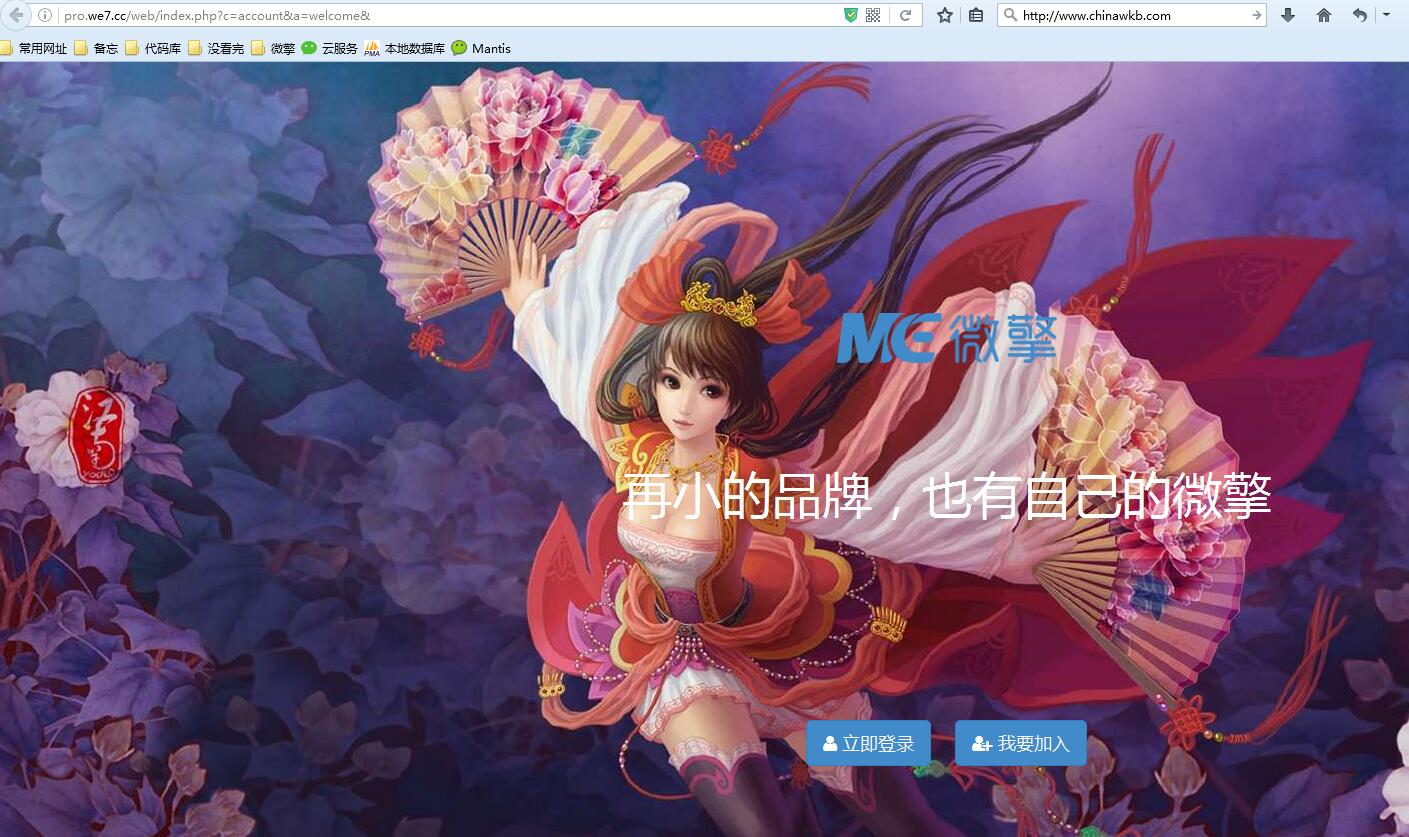 pro.we7.cc/web/index.php?c=account&a=welcome&
http://www.chinawkb.com
常用网址 备忘 代码库 没看完 微擎 云服务 PMA 本地数据库 Mantis
微擎
再小的品牌，也有自己的微擎
立即登录 我要加入